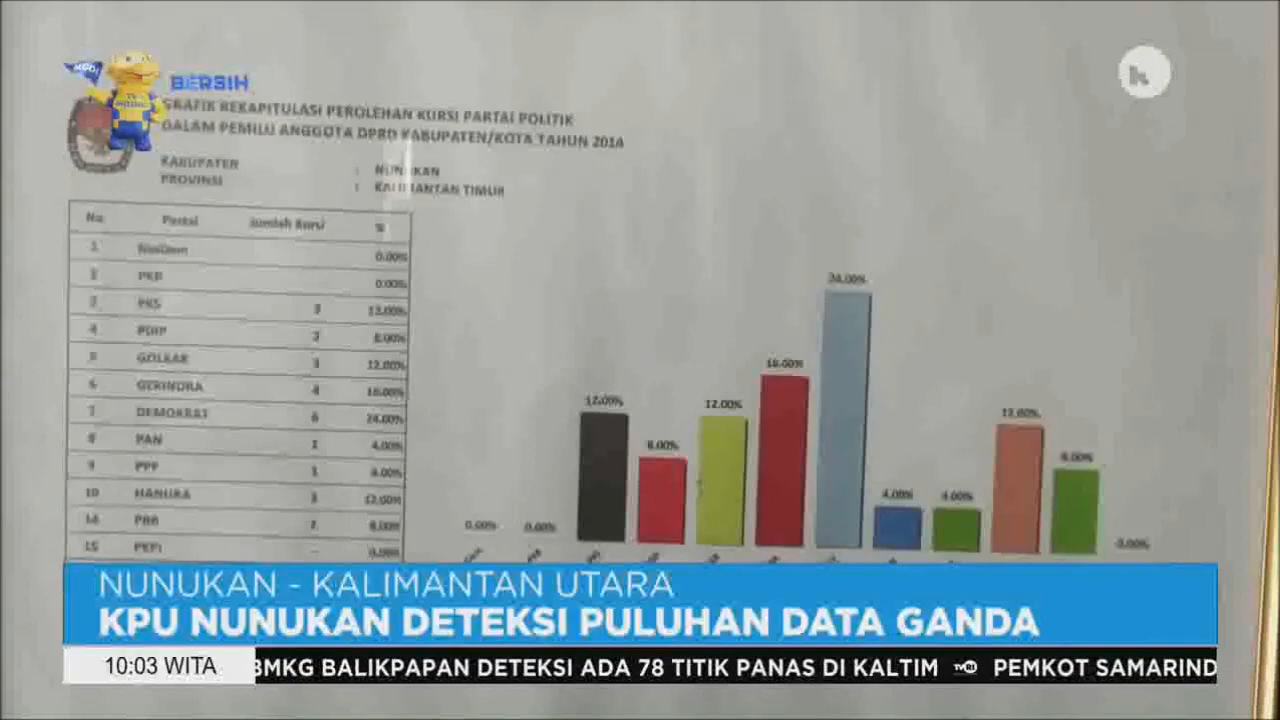 BERSIH
GRAFIK REKAPITULASI PEROLEHAN KURSI PARTAI POLITIK
DALAM PEMILU ANGGOTA DPRD KABUPATEN/KOTA TAHUN 2014
KABUPATEN : NUNUKAN
PROVINSI : KALIMANTAN TIMUR
No Partai Jumlah Kursi %
1 NasDem 0.00%
2 PKB 0.00%
3 PKS 3 12.00%
4 PDIP 2 8.00%
5 GOLKAR 3 12.00%
6 GERINDRA 4 16.00%
7 DEMOKRAT 6 24.00%
8 PAN 1 4.00%
9 PPP 1 4.00%
10 HANURA 3 12.00%
14 PBB 2 8.00%
15 PKPI - 0.00%
0.00% 0.00% 12.00% 8.00% 12.00% 16.00% 24.00% 4.00% 4.00% 12.00% 8.00% 0.00%
NUNUKAN - KALIMANTAN UTARA
KPU NUNUKAN DETEKSI PULUHAN DATA GANDA
10:03 WITA BMKG BALIKPAPAN DETEKSI ADA 78 TITIK PANAS DI KALTIM TVRI PEMKOT SAMARIND